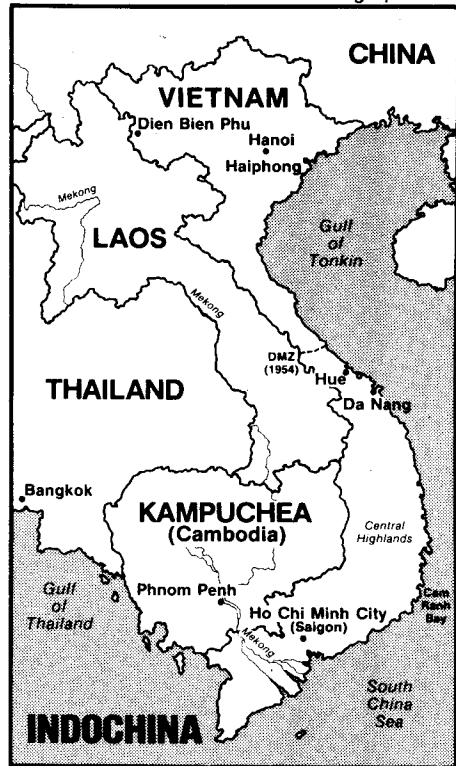 CHINA
VIETNAM
Dien Bien Phu
Hanoi
Haiphong
Mekong
Gulf
of
Tonkin
LAOS
Mekong
DMZ
(1954)
Hue
THAILAND
Da Nang
Bangkok
KAMPUCHEA
(Cambodia)
Central
Highlands
Gulf
of
Thailand
Phnom Penh
Cam
Ranh
Bay
Ho Chi Minh City
(Saigon)
Mekong
South
China
Sea
INDOCHINA